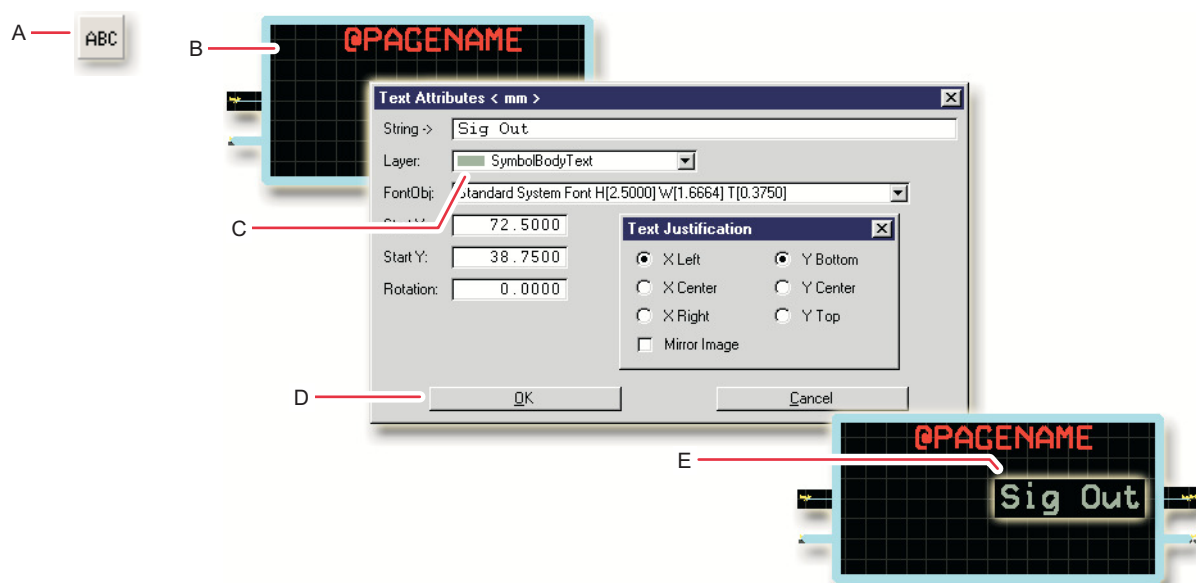 A
ABC
B
@PAGENAME
Text Attributes < mm >
String -> Sig Out
Layer: SymbolBodyText
FontObj: Standard System Font H[2.5000] W[1.6664] T[0.3750]
C
72.5000
Start Y: 38.7500
Rotation: 0.0000
Text Justification
X Left Y Bottom
X Center Y Center
X Right Y Top
Mirror Image
D
OK Cancel
@PAGENAME
E
Sig Out